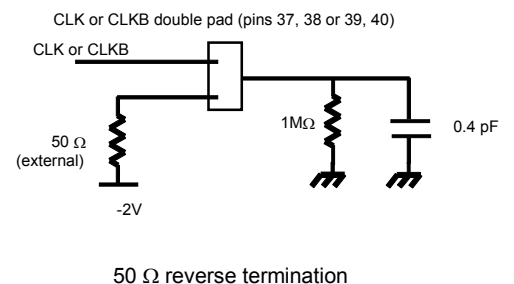 CLK or CLKB double pad (pins 37, 38 or 39, 40)
CLK or CLKB
50 Ω
(external)
-2V
1MΩ
0.4 pF
50 Ω reverse termination